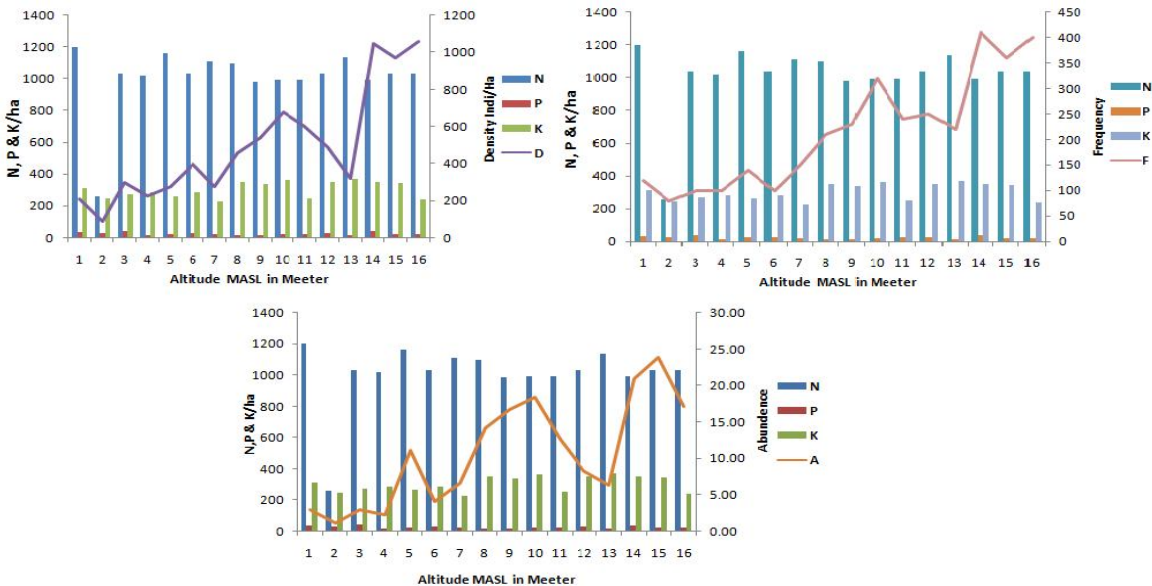 1400
1200
1000
800
600
400
200
0
N, P & K/ha
1200
1000
800
600
400
200
0
Density Indi/Ha
N
P
K
D
1 2 3 4 5 6 7 8 9 10 11 12 13 14 15 16
Altitude MASL in Meeter
1400
1200
1000
800
600
400
200
0
N, P & K/ha
450
400
350
300
250
200
150
100
50
0
Frequency
N
P
K
F
1 2 3 4 5 6 7 8 9 10 11 12 13 14 15 16
Altitude MASL in Meeter
1400
1200
1000
800
600
400
200
0
N,P & K/ha
30.00
25.00
20.00
15.00
10.00
5.00
0.00
Abundence
N
P
K
A
1 2 3 4 5 6 7 8 9 10 11 12 13 14 15 16
Altitude MASL in Meeter